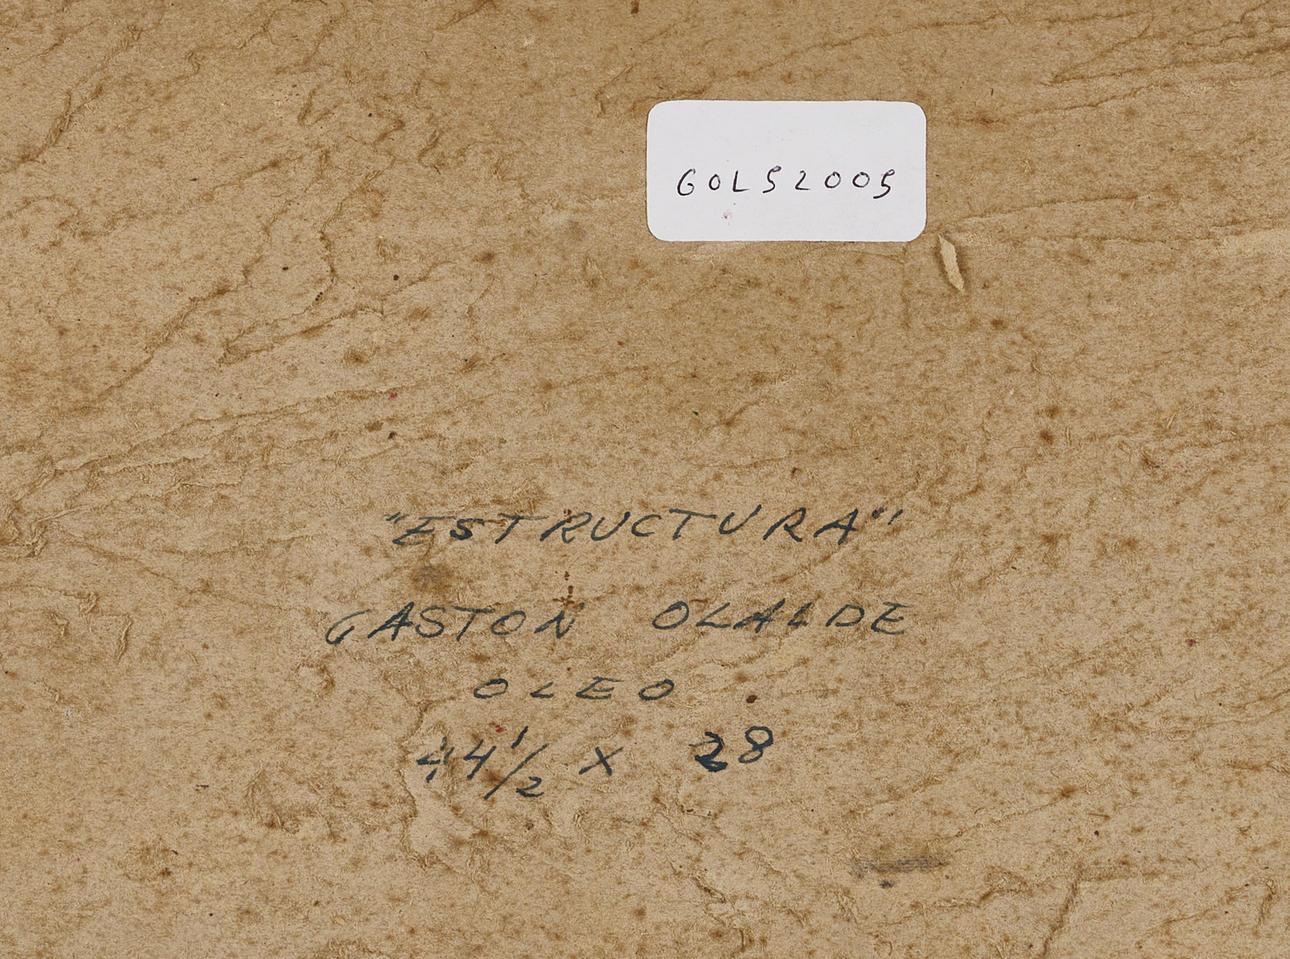 GOLS2005
"ESTRUCTURA"
GASTON OLALDE
OLEO
44 1/2 X 28